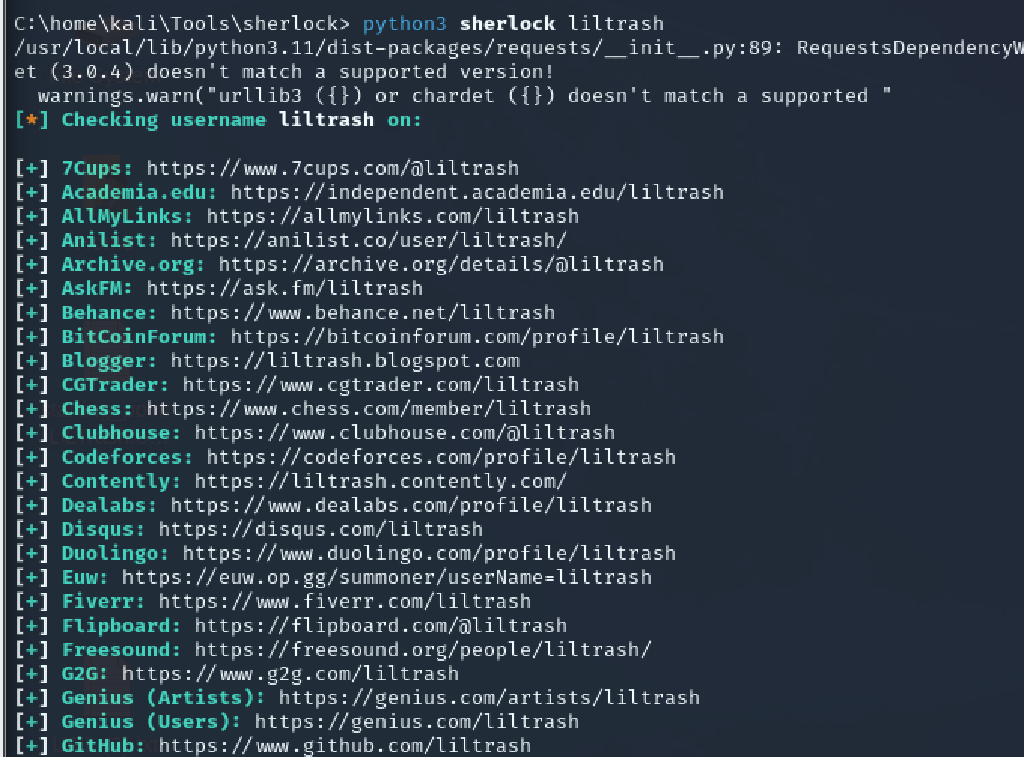 C:\home\kali\Tools\sherlock> python3 sherlock liltrash
/usr/local/lib/python3.11/dist-packages/requests/__init__.py:89: RequestsDependencyW
et (3.0.4) doesn't match a supported version!
  warnings.warn("urllib3 ({}) or chardet ({}) doesn't match a supported "
[*] Checking username liltrash on:

[+] 7Cups: https://www.7cups.com/@liltrash
[+] Academia.edu: https://independent.academia.edu/liltrash
[+] AllMyLinks: https://allmylinks.com/liltrash
[+] Anilist: https://anilist.co/user/liltrash/
[+] Archive.org: https://archive.org/details/@liltrash
[+] AskFM: https://ask.fm/liltrash
[+] Behance: https://www.behance.net/liltrash
[+] BitCoinForum: https://bitcoinforum.com/profile/liltrash
[+] Blogger: https://liltrash.blogspot.com
[+] CGTrader: https://www.cgtrader.com/liltrash
[+] Chess: https://www.chess.com/member/liltrash
[+] Clubhouse: https://www.clubhouse.com/@liltrash
[+] Codeforces: https://codeforces.com/profile/liltrash
[+] Contently: https://liltrash.contently.com/
[+] Dealabs: https://www.dealabs.com/profile/liltrash
[+] Disqus: https://disqus.com/liltrash
[+] Duolingo: https://www.duolingo.com/profile/liltrash
[+] Euw: https://euw.op.gg/summoner/userName=liltrash
[+] Fiverr: https://www.fiverr.com/liltrash
[+] Flipboard: https://flipboard.com/@liltrash
[+] Freesound: https://freesound.org/people/liltrash/
[+] G2G: https://www.g2g.com/liltrash
[+] Genius (Artists): https://genius.com/artists/liltrash
[+] Genius (Users): https://genius.com/liltrash
[+] GitHub: https://www.github.com/liltrash